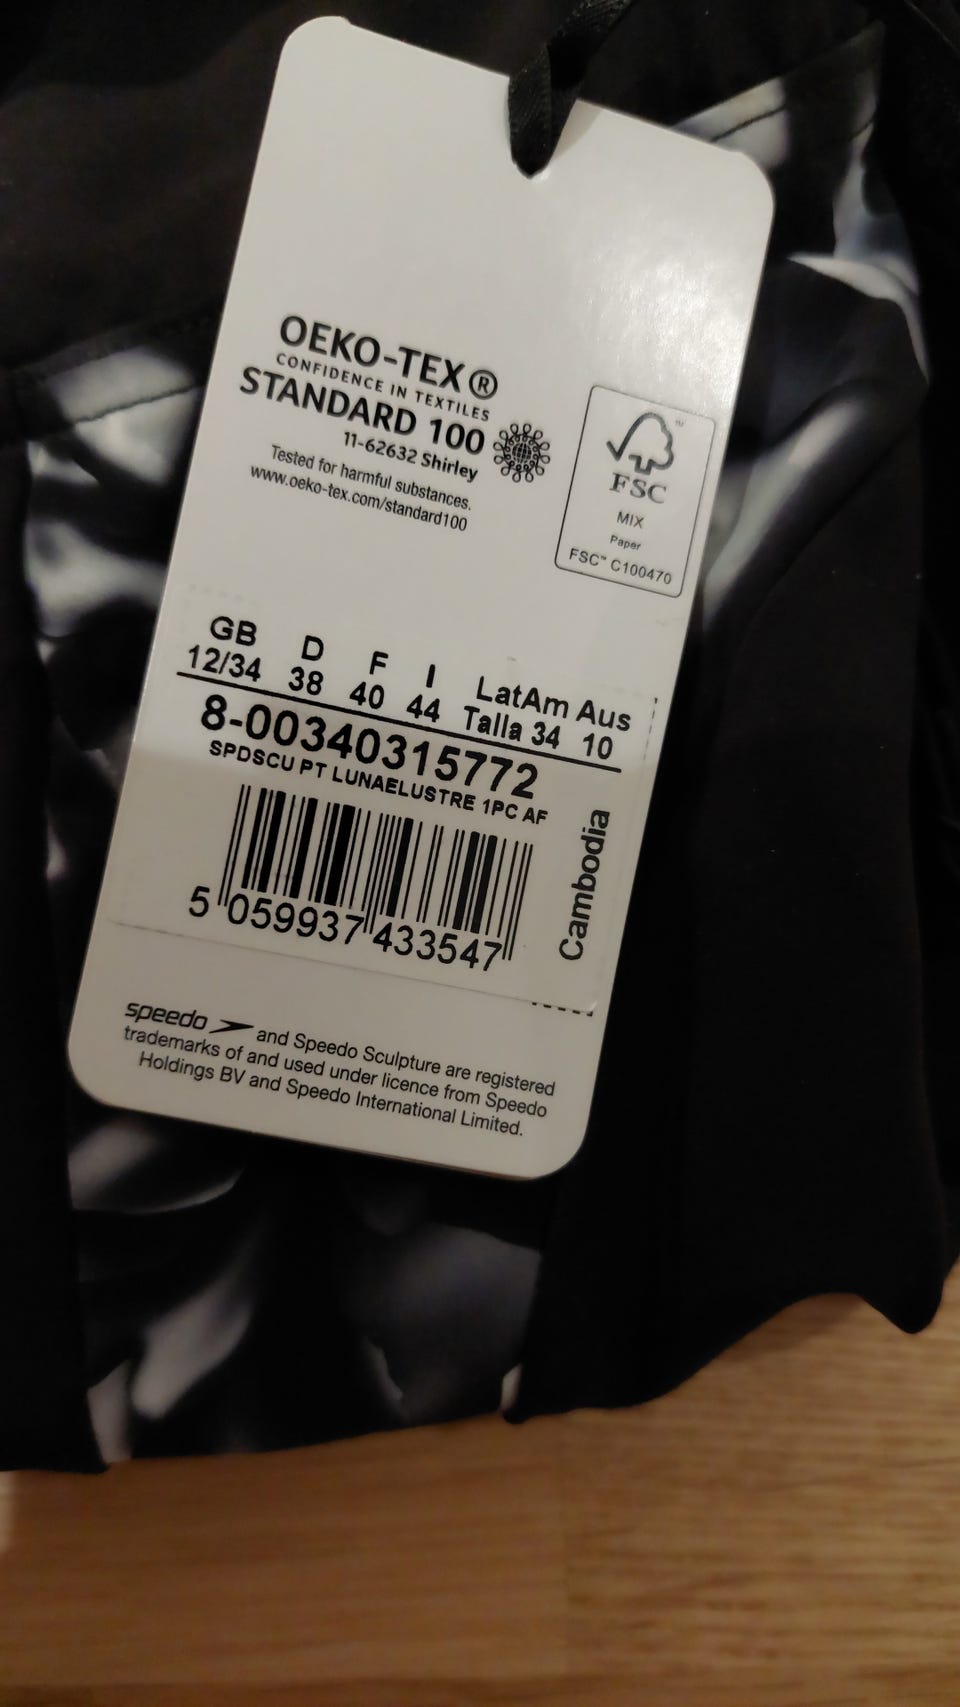 OEKO-TEX®
CONFIDENCE IN TEXTILES
STANDARD 100
11-62632 Shirley
Tested for harmful substances.
www.oeko-tex.com/standard100
™
FSC
MIX
Paper
FSC™ C100470
GB D F I LatAm Aus
12/34 38 40 44 Talla 34 10
8-00340315772
SPDSCU PT LUNAELUSTRE 1PC AF
5 059937 433547
Cambodia
speedo and Speedo Sculpture are registered
trademarks of and used under licence from Speedo
Holdings BV and Speedo International Limited.